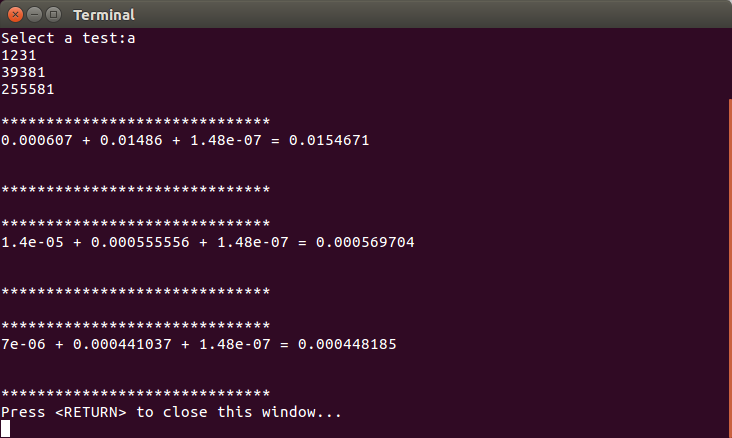 Terminal
Select a test:a
1231
39381
255581
******************************
0.000607 + 0.01486 + 1.48e-07 = 0.0154671
******************************
******************************
1.4e-05 + 0.000555556 + 1.48e-07 = 0.000569704
******************************
******************************
7e-06 + 0.000441037 + 1.48e-07 = 0.000448185
******************************
Press <RETURN> to close this window...